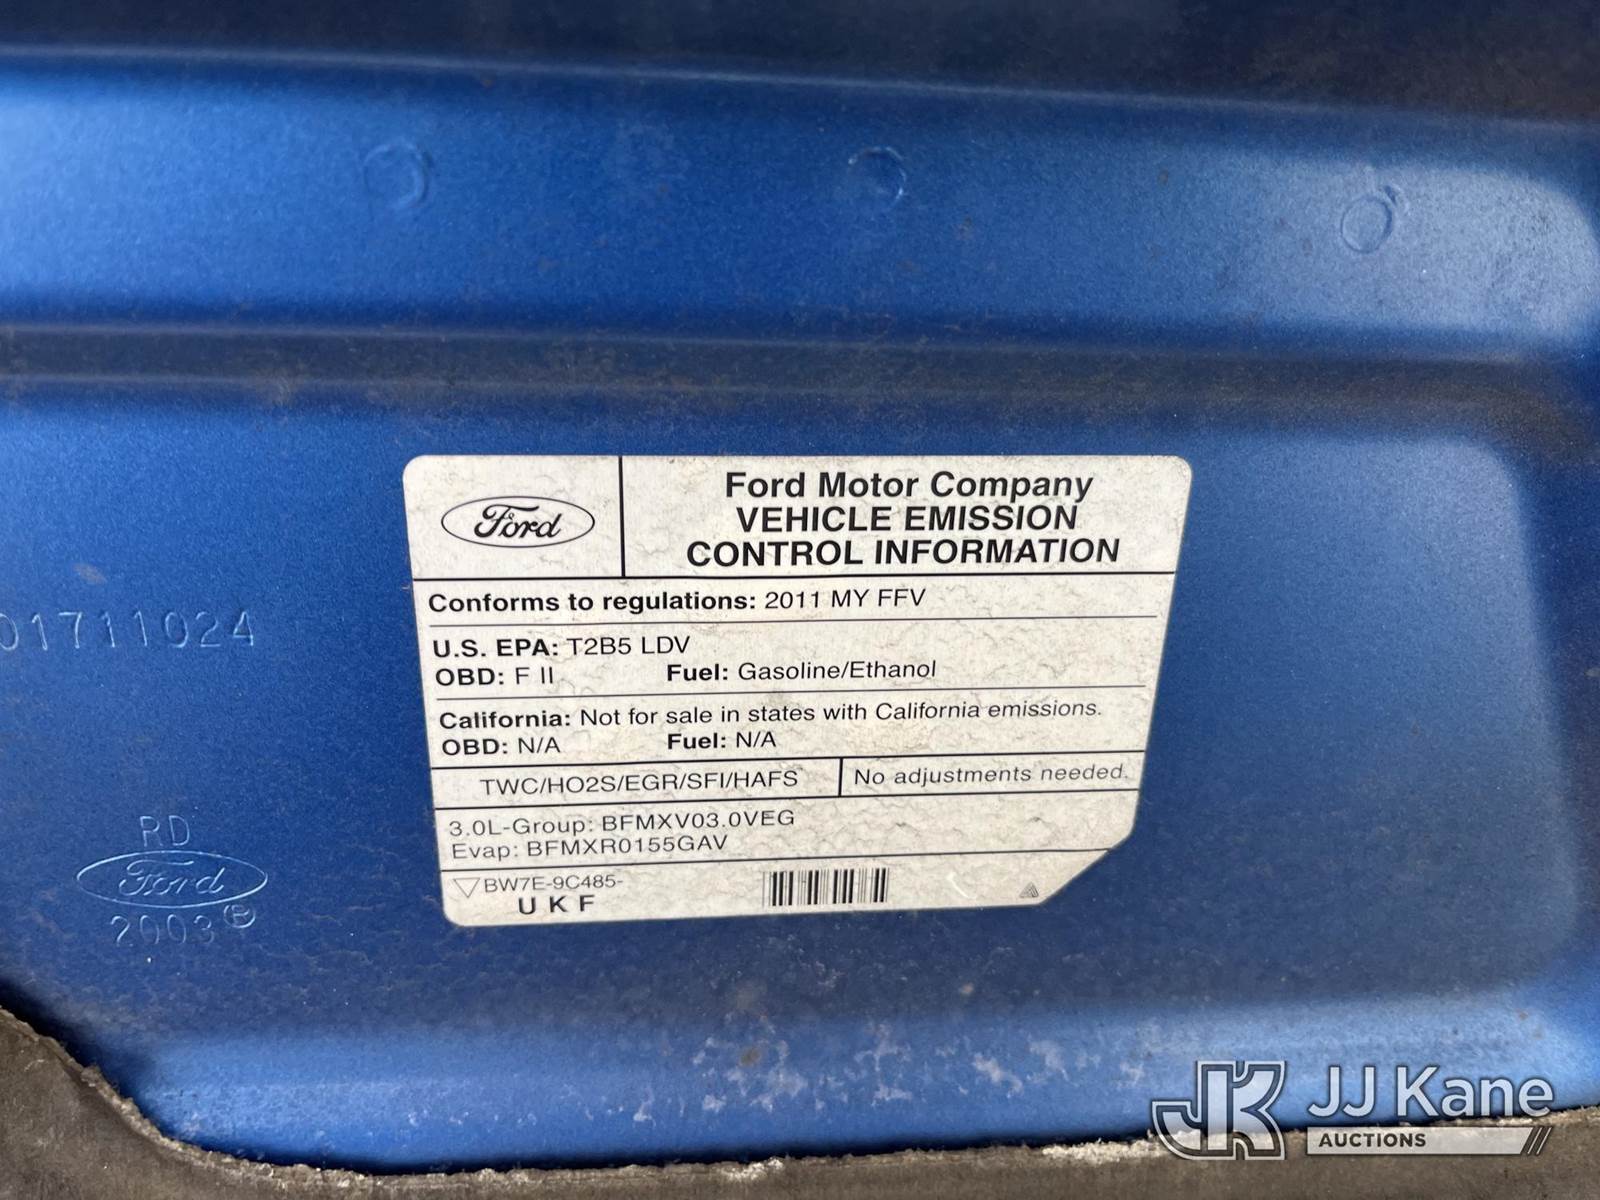 Ford
Ford Motor Company
VEHICLE EMISSION
CONTROL INFORMATION
Conforms to regulations: 2011 MY FFV
U.S. EPA: T2B5 LDV
OBD: F II Fuel: Gasoline/Ethanol
California: Not for sale in states with California emissions.
OBD: N/A Fuel: N/A
TWC/HO2S/EGR/SFI/HAFS No adjustments needed.
3.0L-Group: BFMXV03.0VEG
Evap: BFMXR0155GAV
BW7E-9C485-
U K F
01711024
RD
Ford
2003 ®
JK JJ Kane
AUCTIONS